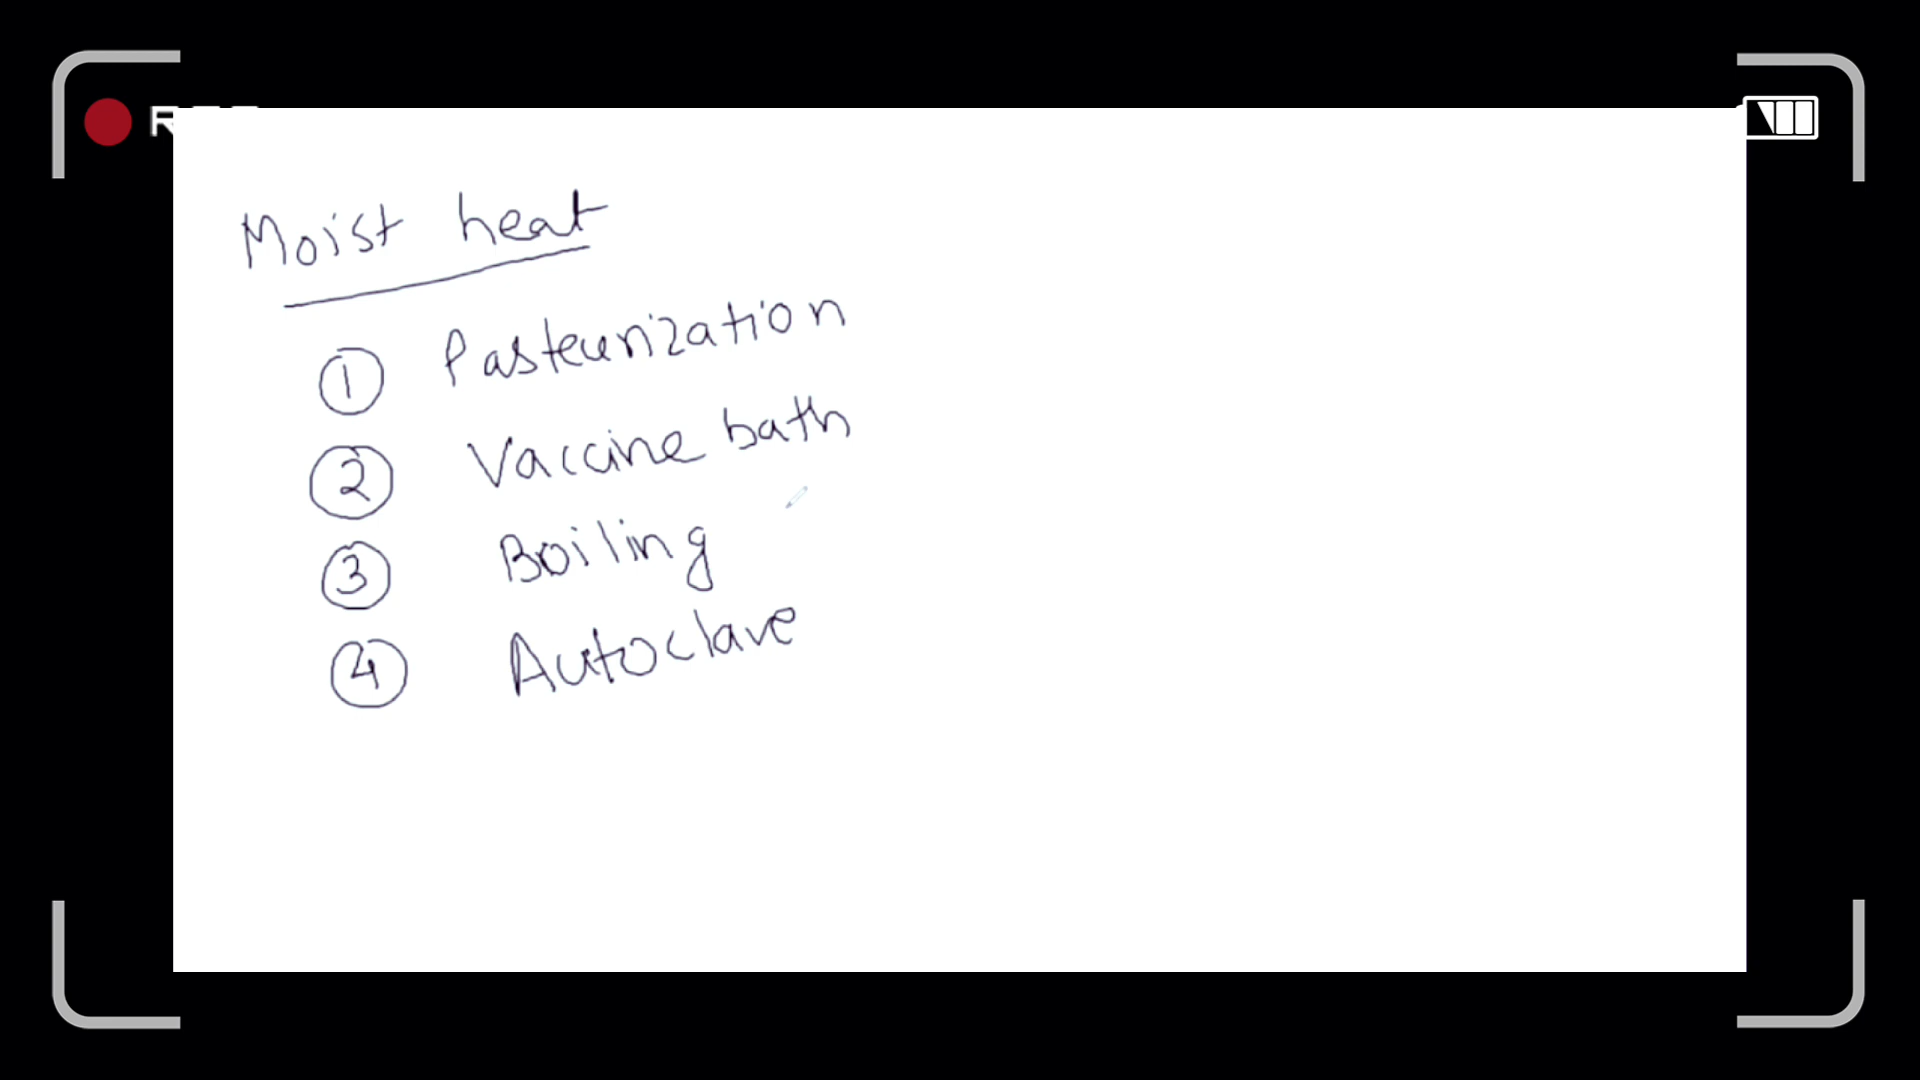 Moist heat
1 Pasteurization
2 Vaccine bath
3 Boiling
4 Autoclave